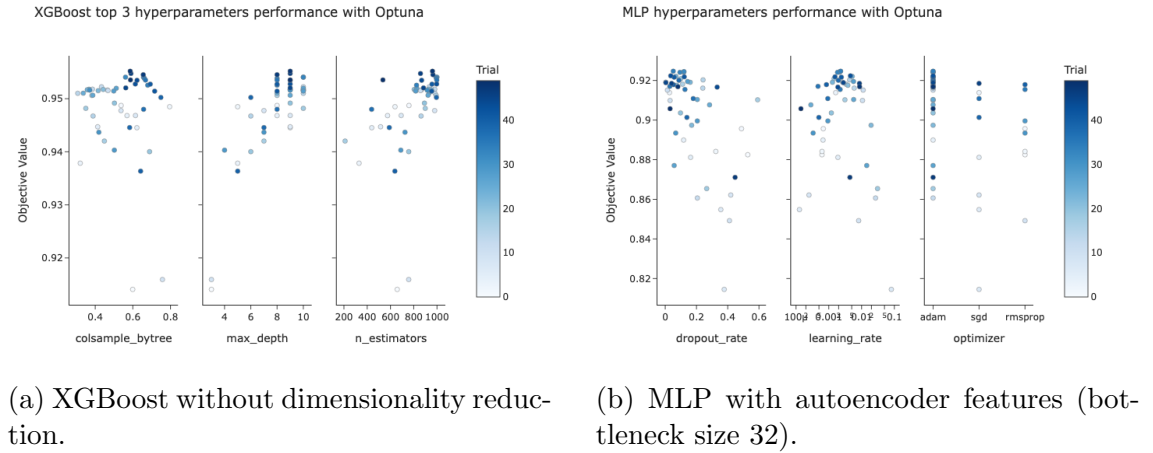 XGBoost top 3 hyperparameters performance with Optuna
Objective Value
0.95
0.94
0.93
0.92
0.4 0.6 0.8
colsample_bytree
4 6 8 10
max_depth
200 400 600 800 1000
n_estimators
Trial
40
30
20
10
0
(a) XGBoost without dimensionality reduc-
tion.
MLP hyperparameters performance with Optuna
Objective Value
0.92
0.9
0.88
0.86
0.84
0.82
0 0.2 0.4 0.6
dropout_rate
0.001 0.01 0.1
learning_rate
adam sgd rmsprop
optimizer
Trial
40
30
20
10
0
(b) MLP with autoencoder features (bot-
tleneck size 32).